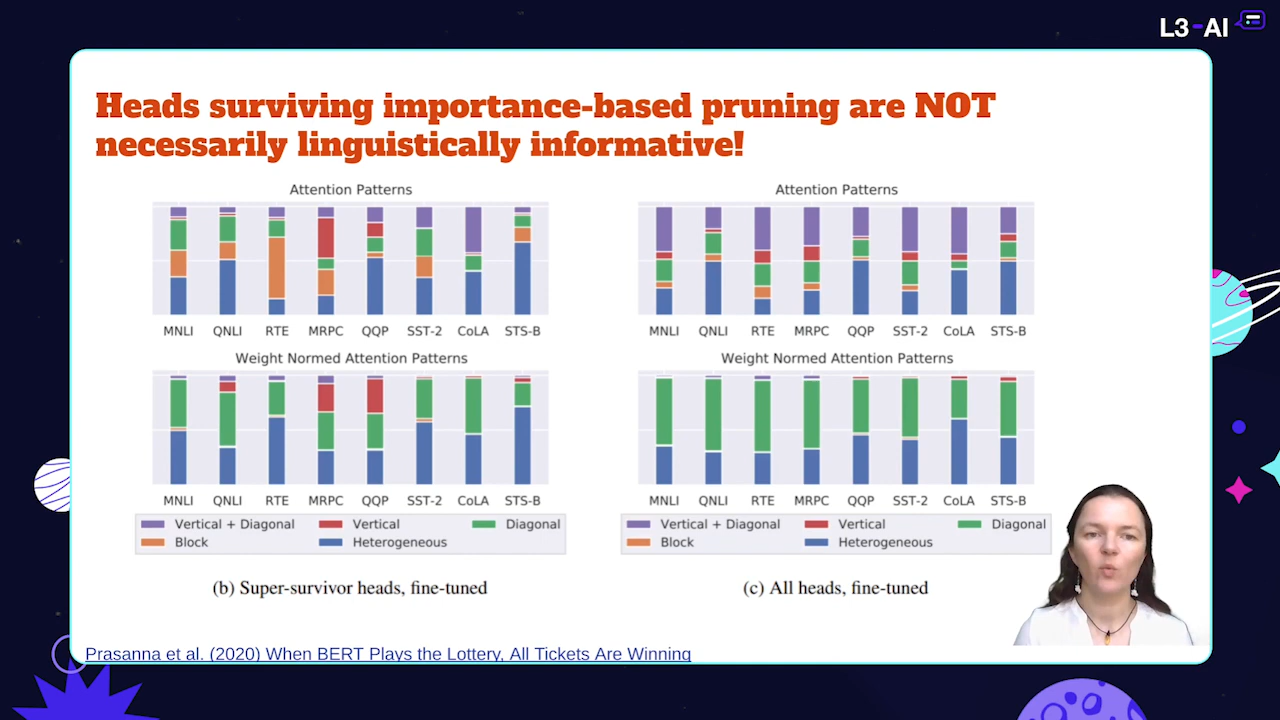 L3-AI
Heads surviving importance-based pruning are NOT
necessarily linguistically informative!
Attention Patterns
MNLI QNLI RTE MRPC QQP SST-2 CoLA STS-B
Weight Normed Attention Patterns
MNLI QNLI RTE MRPC QQP SST-2 CoLA STS-B
Vertical + Diagonal Vertical Diagonal
Block Heterogeneous
(b) Super-survivor heads, fine-tuned
Attention Patterns
MNLI QNLI RTE MRPC QQP SST-2 CoLA STS-B
Weight Normed Attention Patterns
MNLI QNLI RTE MRPC QQP SST-2 CoLA STS-B
Vertical + Diagonal Vertical Diagonal
Block Heterogeneous
(c) All heads, fine-tuned
Prasanna et al. (2020) When BERT Plays the Lottery, All Tickets Are Winning